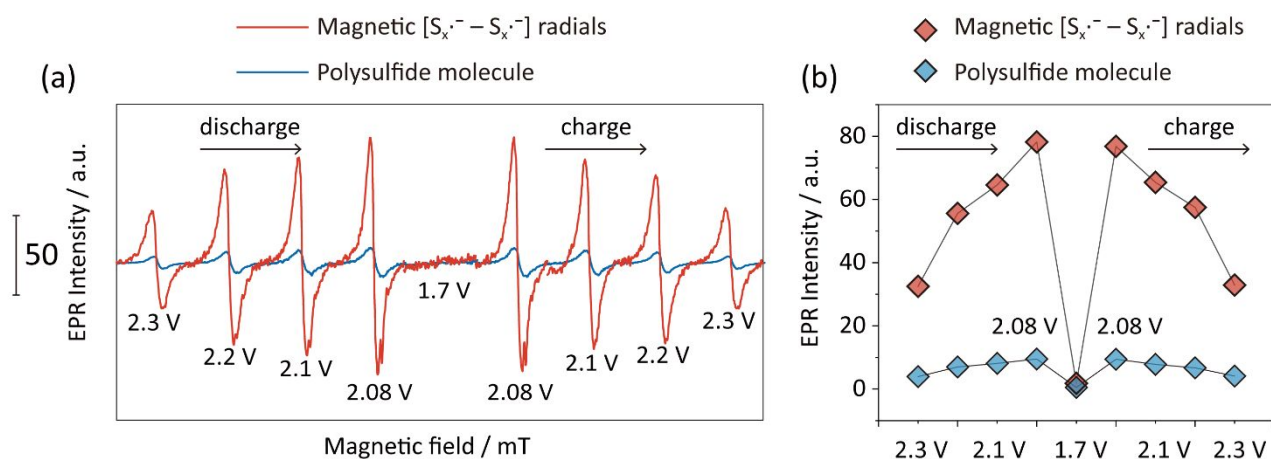 Magnetic [Sₓ·⁻ – Sₓ·⁻] radials
Polysulfide molecule
(a)
discharge
charge
50
EPR Intensity / a.u.
2.3 V
2.2 V
2.1 V
2.08 V
1.7 V
2.08 V
2.1 V
2.2 V
2.3 V
Magnetic field / mT
Magnetic [Sₓ·⁻ – Sₓ·⁻] radials
Polysulfide molecule
(b)
discharge
charge
EPR Intensity / a.u.
80
60
40
20
0
2.08 V
2.08 V
2.3 V
2.1 V
1.7 V
2.1 V
2.3 V